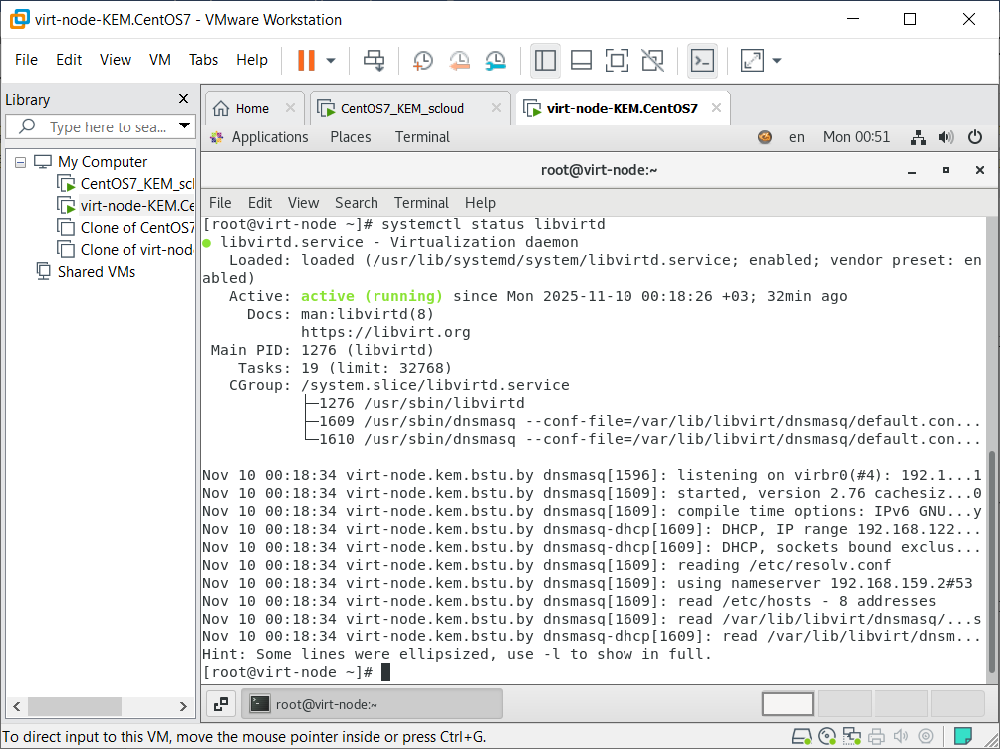 virt-node-KEM.CentOS7 - VMware Workstation
File Edit View VM Tabs Help
Library
Type here to sea...
My Computer
CentOS7_KEM_scl
virt-node-KEM.Ce
Clone of CentOS7
Clone of virt-nod
Shared VMs
Home CentOS7_KEM_scloud virt-node-KEM.CentOS7
Applications Places Terminal en Mon 00:51
root@virt-node:~
File Edit View Search Terminal Help
[root@virt-node ~]# systemctl status libvirtd
● libvirtd.service - Virtualization daemon
Loaded: loaded (/usr/lib/systemd/system/libvirtd.service; enabled; vendor preset: en
abled)
Active: active (running) since Mon 2025-11-10 00:18:26 +03; 32min ago
Docs: man:libvirtd(8)
https://libvirt.org
Main PID: 1276 (libvirtd)
Tasks: 19 (limit: 32768)
CGroup: /system.slice/libvirtd.service
├─1276 /usr/sbin/libvirtd
├─1609 /usr/sbin/dnsmasq --conf-file=/var/lib/libvirt/dnsmasq/default.con...
└─1610 /usr/sbin/dnsmasq --conf-file=/var/lib/libvirt/dnsmasq/default.con...
Nov 10 00:18:34 virt-node.kem.bstu.by dnsmasq[1596]: listening on virbr0(#4): 192.1...1
Nov 10 00:18:34 virt-node.kem.bstu.by dnsmasq[1609]: started, version 2.76 cachesiz...0
Nov 10 00:18:34 virt-node.kem.bstu.by dnsmasq[1609]: compile time options: IPv6 GNU...y
Nov 10 00:18:34 virt-node.kem.bstu.by dnsmasq-dhcp[1609]: DHCP, IP range 192.168.122...
Nov 10 00:18:34 virt-node.kem.bstu.by dnsmasq-dhcp[1609]: DHCP, sockets bound exclus...
Nov 10 00:18:34 virt-node.kem.bstu.by dnsmasq[1609]: reading /etc/resolv.conf
Nov 10 00:18:34 virt-node.kem.bstu.by dnsmasq[1609]: using nameserver 192.168.159.2#53
Nov 10 00:18:34 virt-node.kem.bstu.by dnsmasq[1609]: read /etc/hosts - 8 addresses
Nov 10 00:18:34 virt-node.kem.bstu.by dnsmasq[1609]: read /var/lib/libvirt/dnsmasq/...s
Nov 10 00:18:34 virt-node.kem.bstu.by dnsmasq-dhcp[1609]: read /var/lib/libvirt/dnsm...
Hint: Some lines were ellipsized, use -l to show in full.
[root@virt-node ~]#
root@virt-node:~
To direct input to this VM, move the mouse pointer inside or press Ctrl+G.